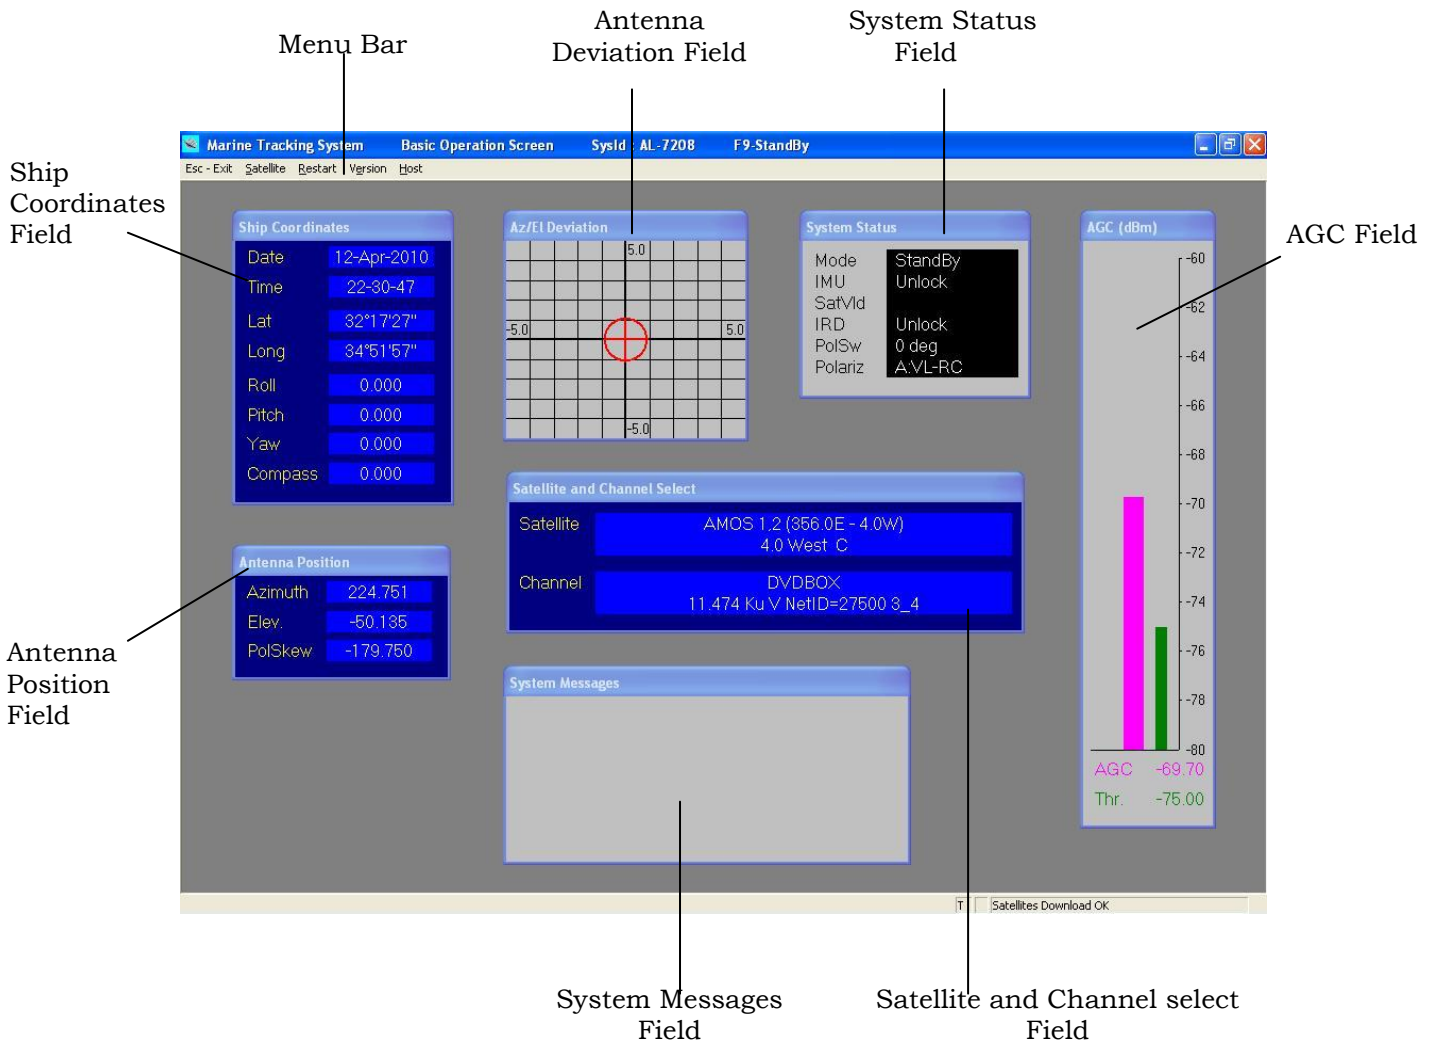 Menu Bar
Antenna
Deviation Field
System Status
Field
Ship
Coordinates
Field
AGC Field
Antenna
Position
Field
System Messages
Field
Satellite and Channel select
Field
Marine Tracking System Basic Operation Screen SysId : AL-7208 F9-StandBy
Esc - Exit Satellite Restart Version Host
Ship Coordinates
Date 12-Apr-2010
Time 22-30-47
Lat 32°17'27"
Long 34°51'57"
Roll 0.000
Pitch 0.000
Yaw 0.000
Compass 0.000
Az/El Deviation
5.0
-5.0 5.0
-5.0
System Status
Mode StandBy
IMU Unlock
SatVld
IRD Unlock
PolSw 0 deg
Polariz A:VL-RC
AGC (dBm)
-60
-62
-64
-66
-68
-70
-72
-74
-76
-78
-80
AGC -69.70
Thr. -75.00
Satellite and Channel Select
Satellite AMOS 1,2 (356.0E - 4.0W)
4.0 West C
Channel DVDBOX
11.474 Ku V NetID=27500 3_4
Antenna Position
Azimuth 224.751
Elev. -50.135
PolSkew -179.750
System Messages
T Satellites Download OK